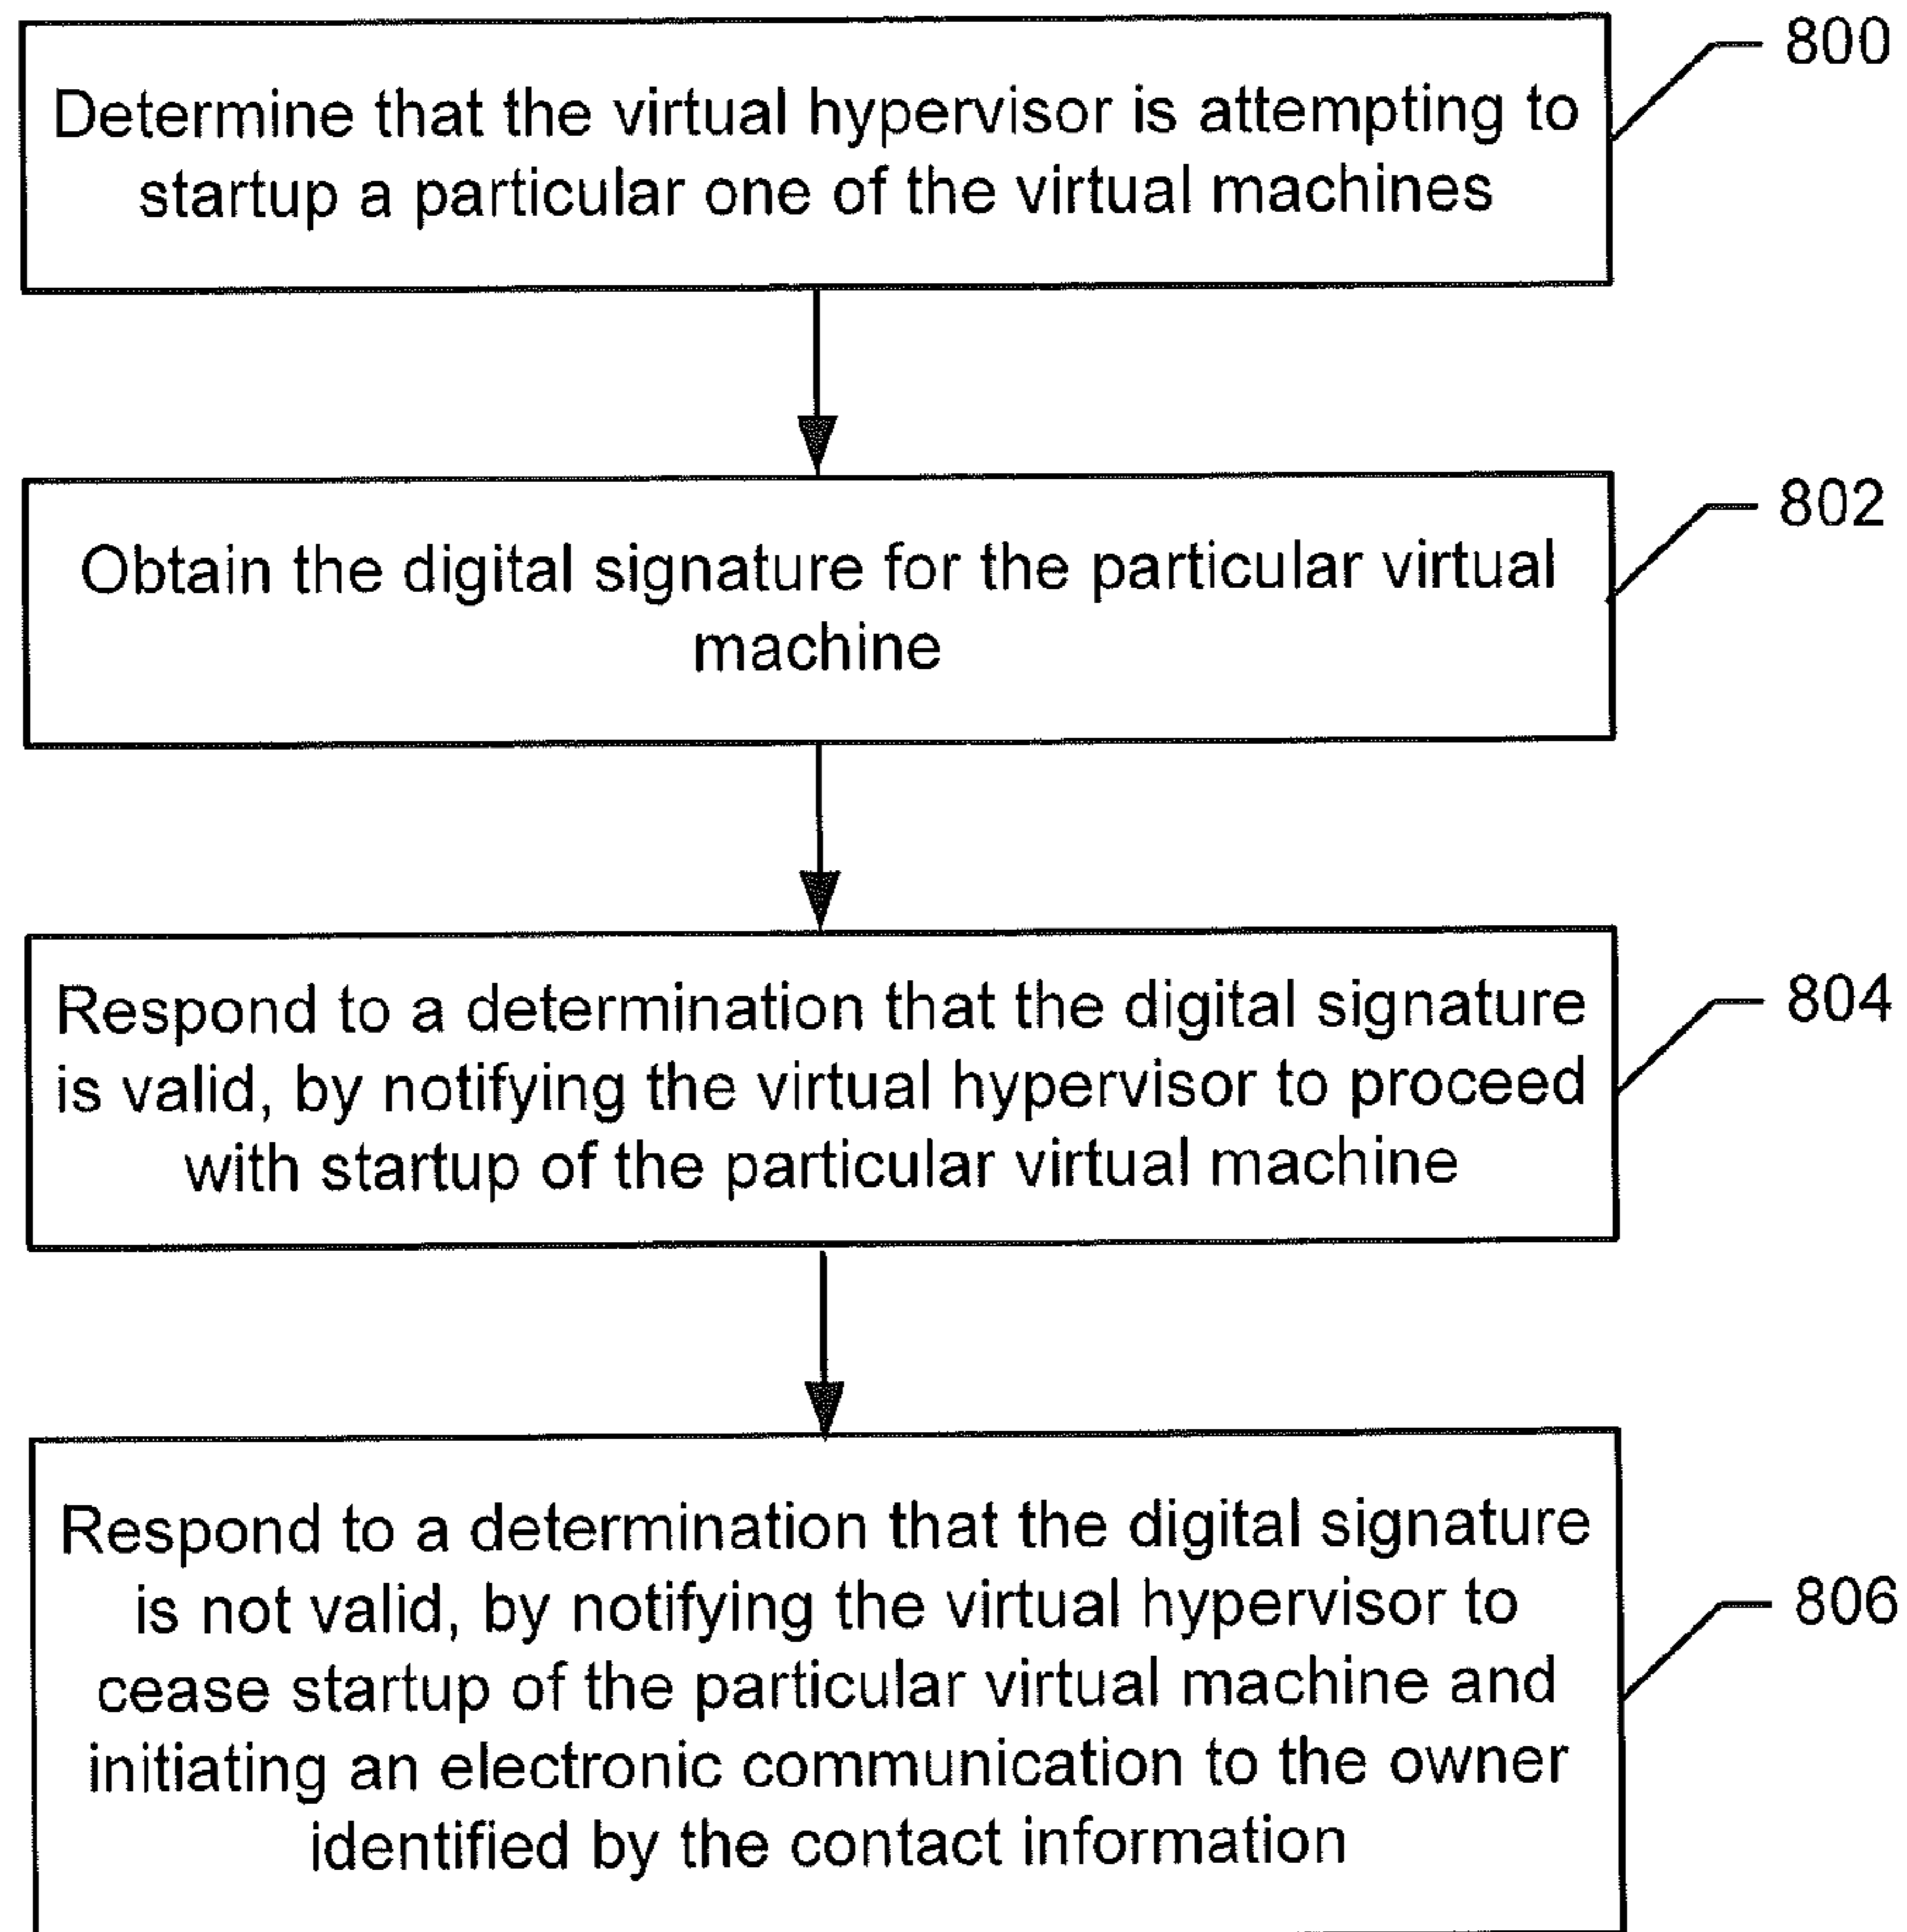 800
Determine that the virtual hypervisor is attempting to
startup a particular one of the virtual machines
802
Obtain the digital signature for the particular virtual
machine
804
Respond to a determination that the digital signature
is valid, by notifying the virtual hypervisor to proceed
with startup of the particular virtual machine
806
Respond to a determination that the digital signature
is not valid, by notifying the virtual hypervisor to
cease startup of the particular virtual machine and
initiating an electronic communication to the owner
identified by the contact information